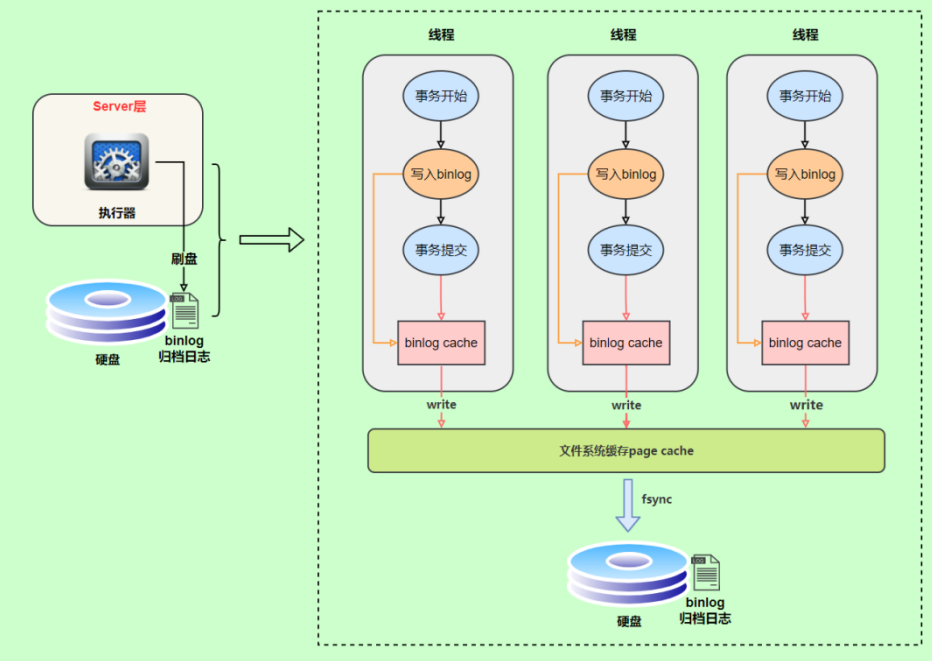 Server层
执行器
刷盘
LOG
binlog
归档日志
硬盘
线程
线程
线程
事务开始
事务开始
事务开始
写入binlog
写入binlog
写入binlog
事务提交
事务提交
事务提交
binlog cache
binlog cache
binlog cache
write
write
write
文件系统缓存page cache
fsync
LOG
binlog
归档日志
硬盘